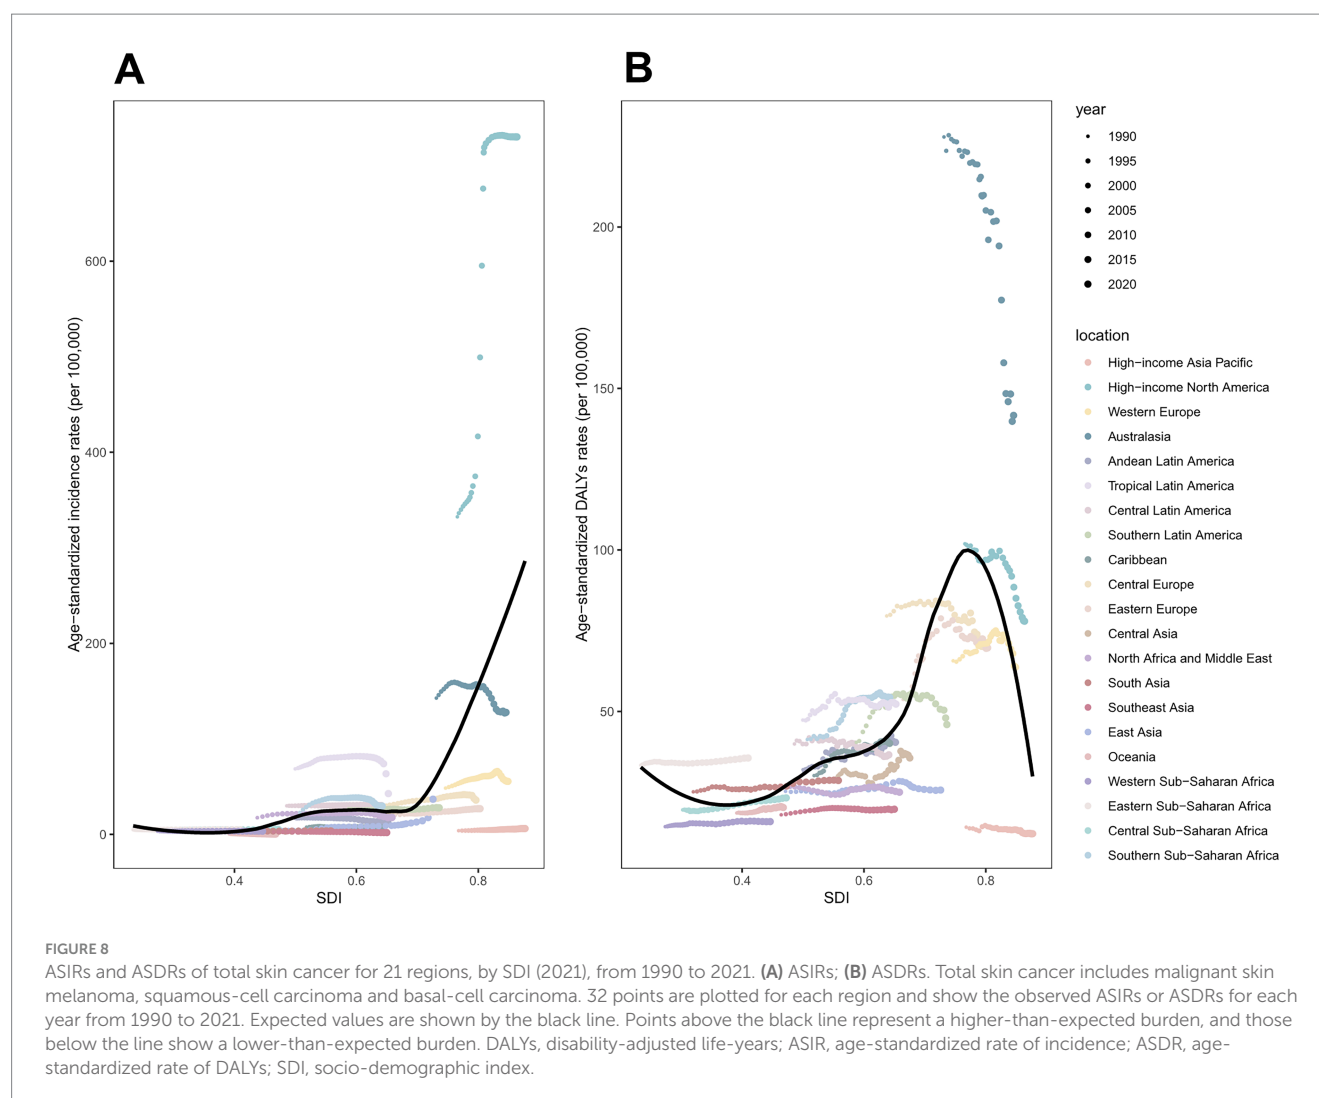 A
B
Age−standardized incidence rates (per 100,000)
600
400
200
0
0.4
0.6
0.8
SDI
Age−standardized DALYs rates (per 100,000)
200
150
100
50
0.4
0.6
0.8
SDI
year
1990
1995
2000
2005
2010
2015
2020
location
High−income Asia Pacific
High−income North America
Western Europe
Australasia
Andean Latin America
Tropical Latin America
Central Latin America
Southern Latin America
Caribbean
Central Europe
Eastern Europe
Central Asia
North Africa and Middle East
South Asia
Southeast Asia
East Asia
Oceania
Western Sub−Saharan Africa
Eastern Sub−Saharan Africa
Central Sub−Saharan Africa
Southern Sub−Saharan Africa
FIGURE 8
ASIRs and ASDRs of total skin cancer for 21 regions, by SDI (2021), from 1990 to 2021. (A) ASIRs; (B) ASDRs. Total skin cancer includes malignant skin
melanoma, squamous-cell carcinoma and basal-cell carcinoma. 32 points are plotted for each region and show the observed ASIRs or ASDRs for each
year from 1990 to 2021. Expected values are shown by the black line. Points above the black line represent a higher-than-expected burden, and those
below the line show a lower-than-expected burden. DALYs, disability-adjusted life-years; ASIR, age-standardized rate of incidence; ASDR, age-
standardized rate of DALYs; SDI, socio-demographic index.